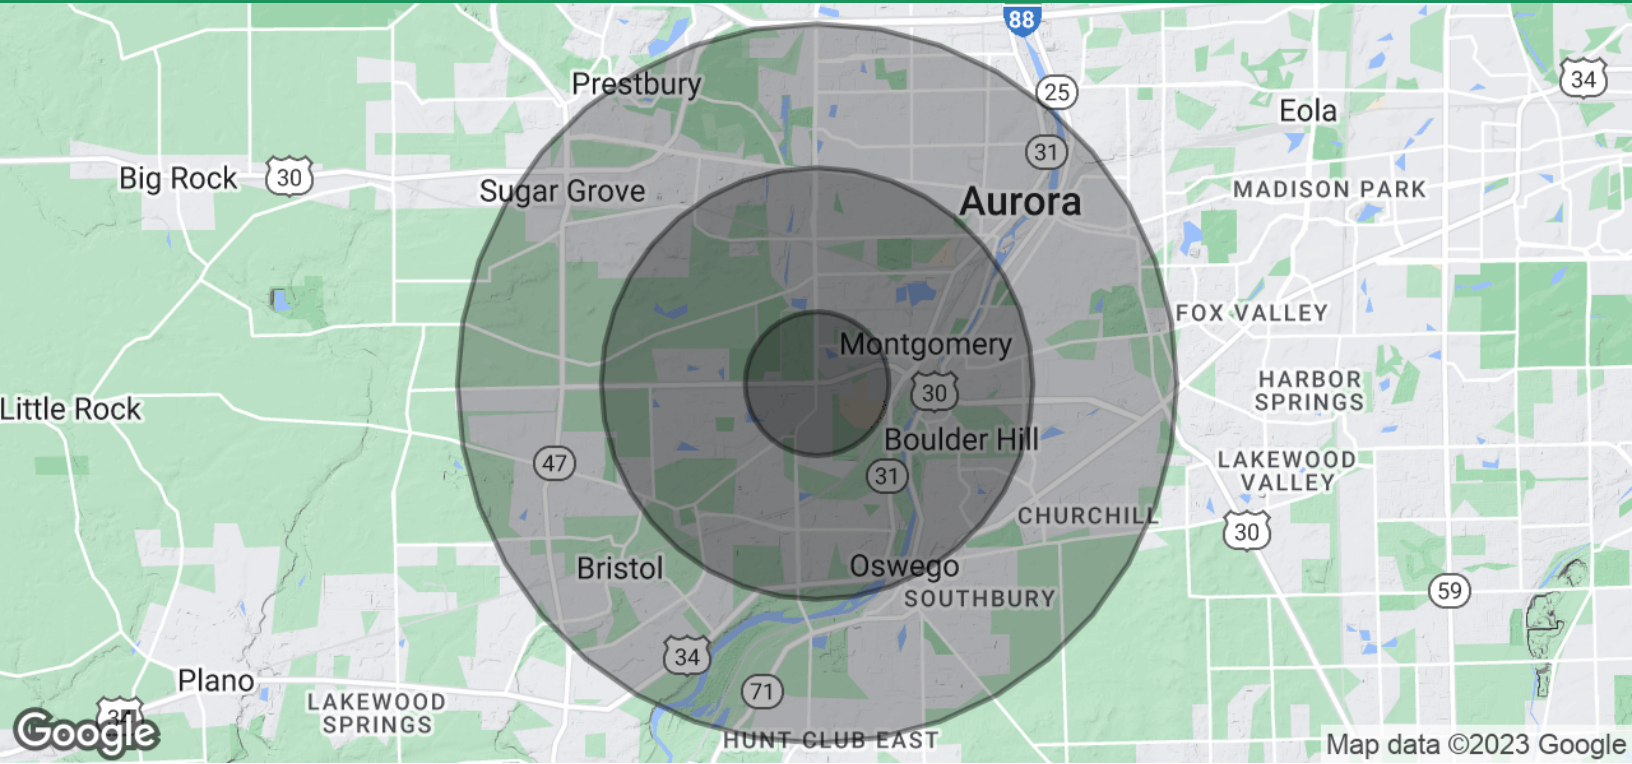 88
Prestbury
25
34
Eola
31
Big Rock
30
Sugar Grove
Aurora
MADISON PARK
FOX VALLEY
Montgomery
30
HARBOR
SPRINGS
Little Rock
Boulder Hill
47
31
LAKEWOOD
VALLEY
CHURCHILL
30
Bristol
Oswego
SOUTHBURY
59
34
Plano
71
LAKEWOOD
SPRINGS
34
Google
HUNT CLUB EAST
Map data ©2023 Google